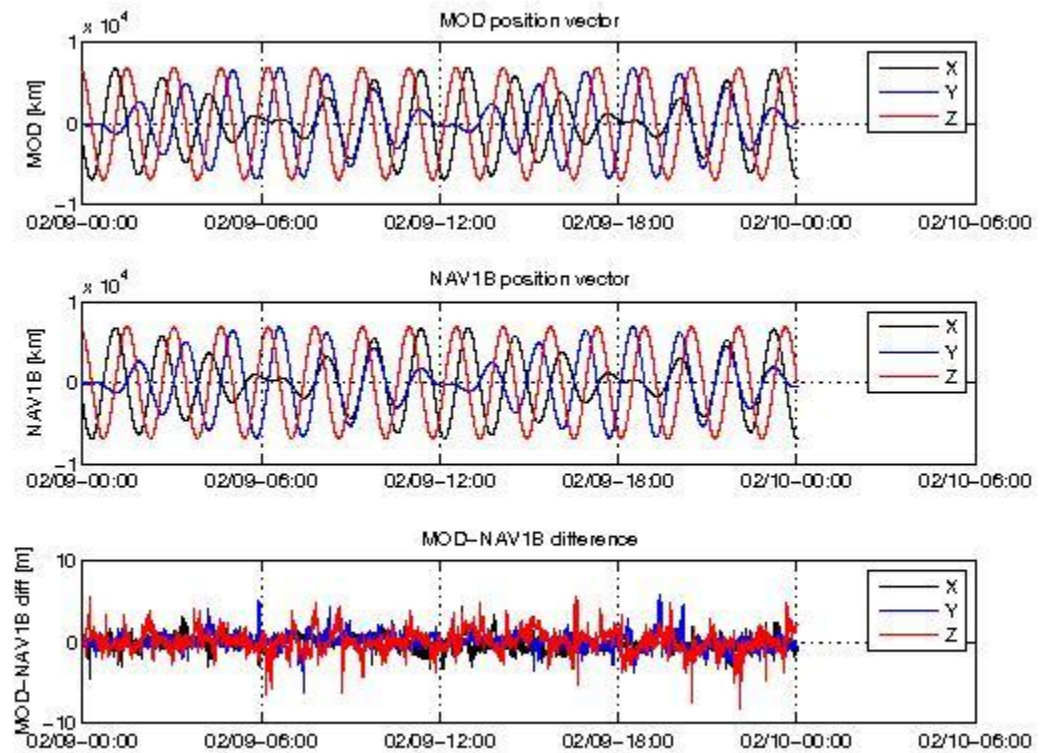 MOD position vector
x 10^4
1
0
−1
MOD [km]
X
Y
Z
02/09−00:00 02/09−06:00 02/09−12:00 02/09−18:00 02/10−00:00 02/10−06:00
NAV1B position vector
x 10^4
1
0
−1
NAV1B [km]
X
Y
Z
02/09−00:00 02/09−06:00 02/09−12:00 02/09−18:00 02/10−00:00 02/10−06:00
MOD−NAV1B difference
10
0
−10
MOD−NAV1B diff [m]
X
Y
Z
02/09−00:00 02/09−06:00 02/09−12:00 02/09−18:00 02/10−00:00 02/10−06:00